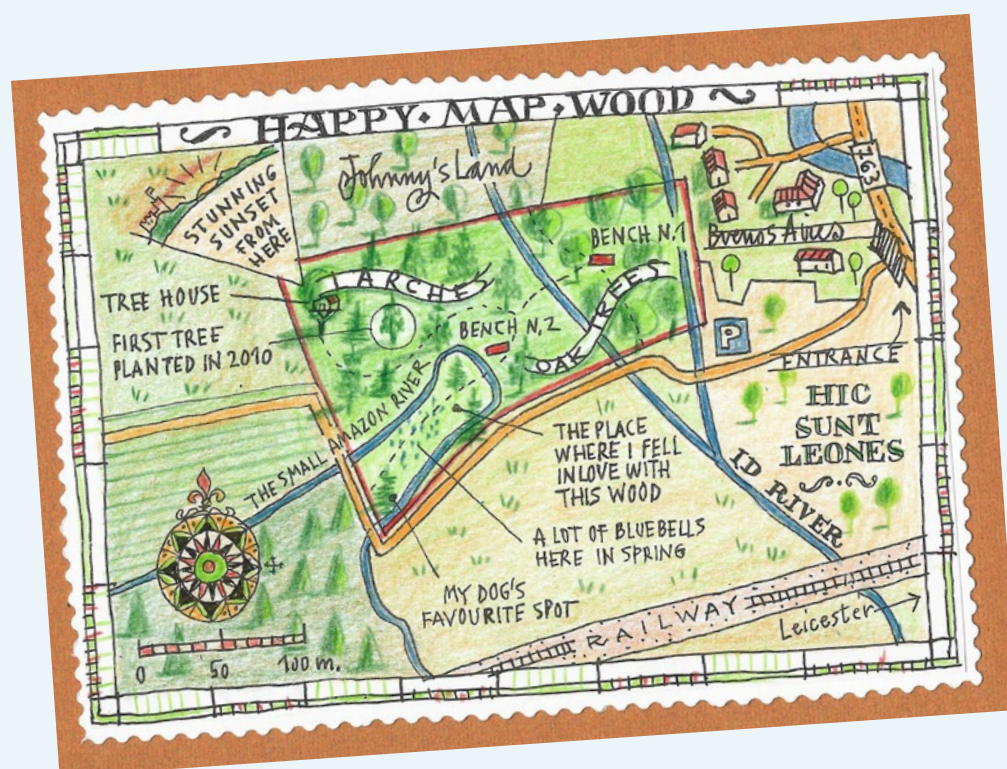 HAPPY·MAP·WOOD
Johnny's Land
163
STUNNING
SUNSET
FROM
HERE
BENCH N.1
Buenos Aires
LARCHES
TREE HOUSE
FIRST TREE
PLANTED IN 2010
BENCH N.2
OAK TREES
P
ENTRANCE
HIC
SUNT
LEONES
THE SMALL AMAZON RIVER
THE PLACE
WHERE I FELL
IN LOVE WITH
THIS WOOD
ID RIVER
A LOT OF BLUEBELLS
HERE IN SPRING
MY DOG'S
FAVOURITE SPOT
RAILWAY
Leicester
0 50 100 m.